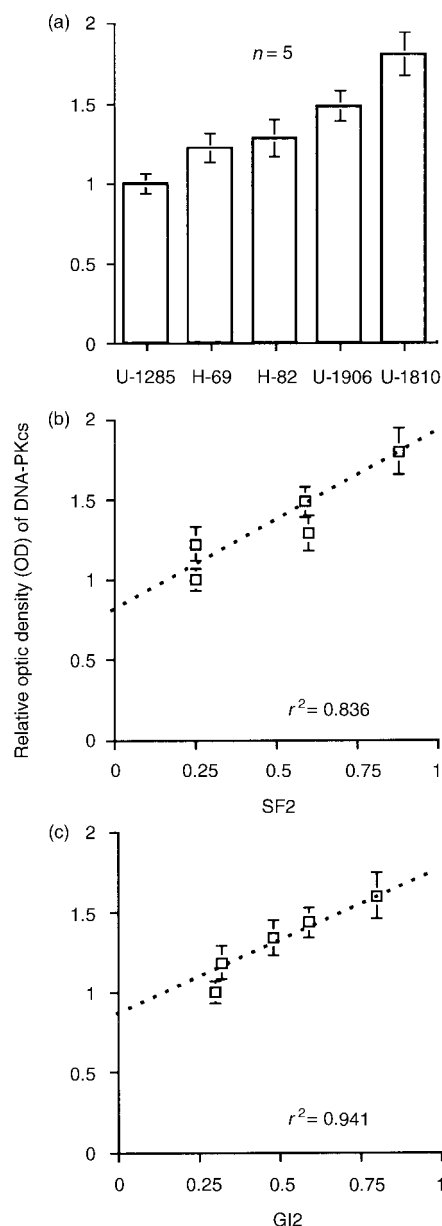 (a)
n = 5
2
1.5
1
0.5
0
U-1285 H-69 H-82 U-1906 U-1810
Relative optic density (OD) of DNA-PKcs
(b)
2
1.5
1
0.5
0
r² = 0.836
0 0.25 0.5 0.75 1
SF2
(c)
2
1.5
1
0.5
0
r² = 0.941
0 0.25 0.5 0.75 1
GI2